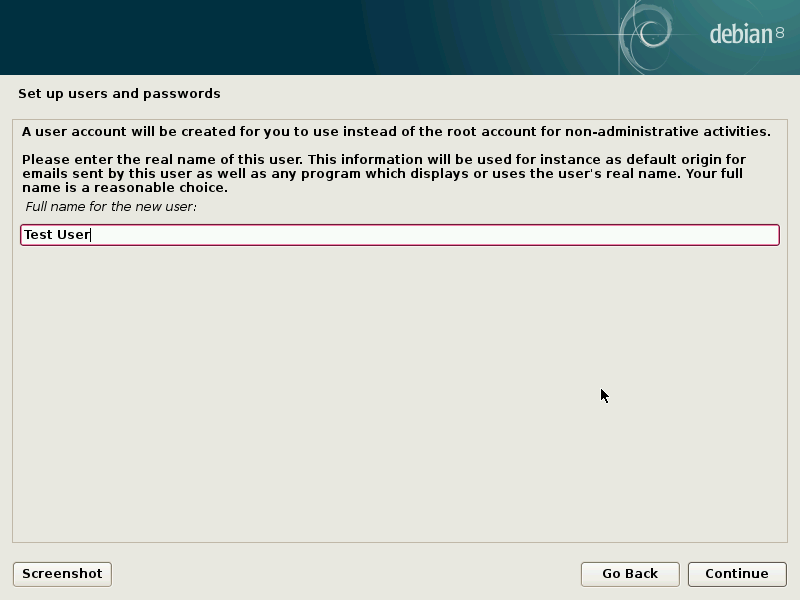 debian 8
Set up users and passwords
A user account will be created for you to use instead of the root account for non-administrative activities.
Please enter the real name of this user. This information will be used for instance as default origin for
emails sent by this user as well as any program which displays or uses the user's real name. Your full
name is a reasonable choice.
Full name for the new user:
Test User
Screenshot
Go Back
Continue